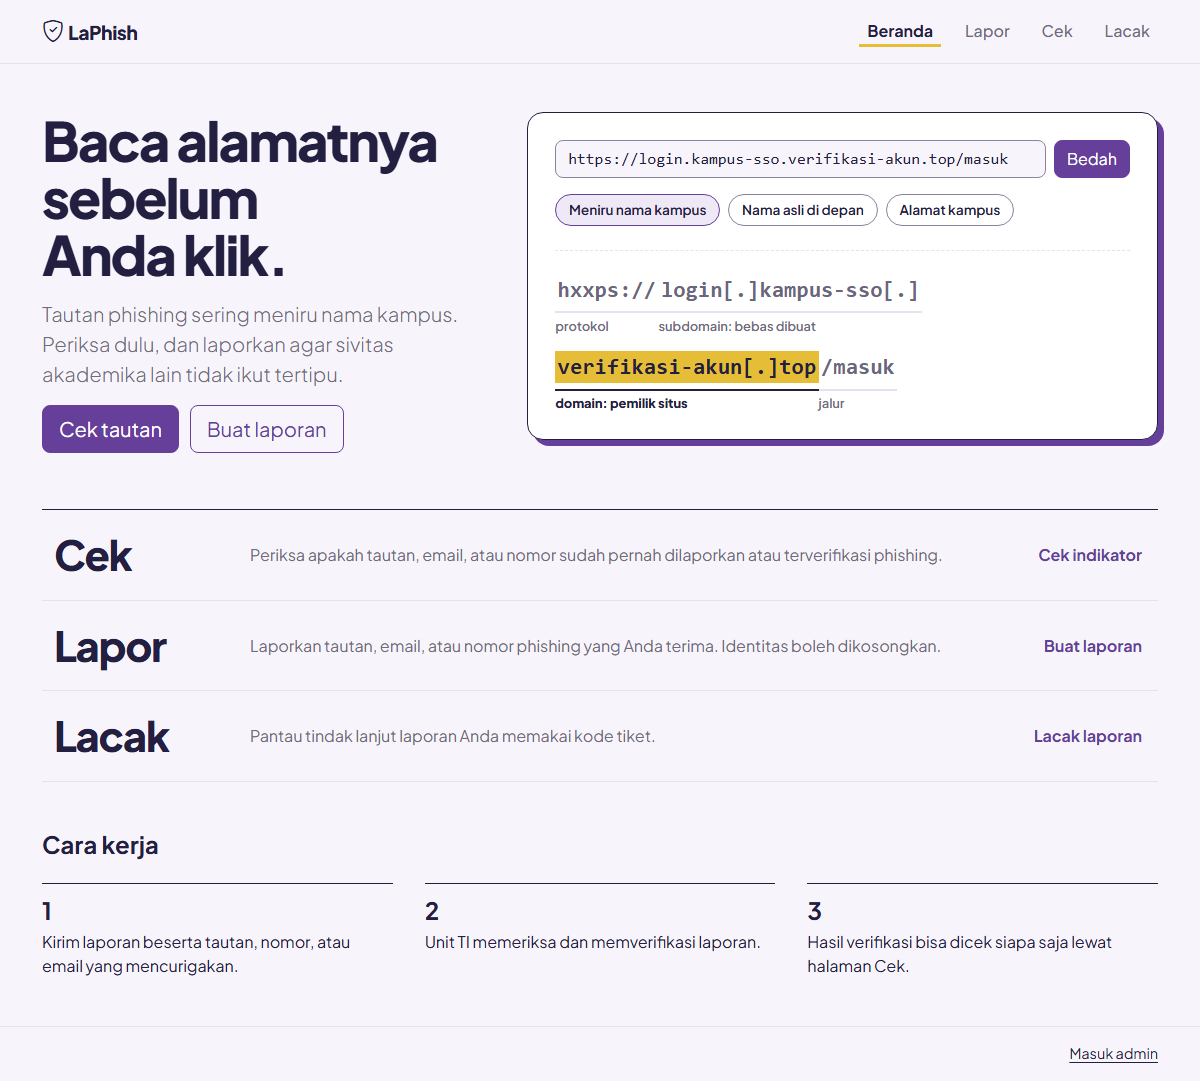 LaPhish
Beranda
Lapor
Cek
Lacak
Baca alamatnya
sebelum
Anda klik.
Tautan phishing sering meniru nama kampus.
Periksa dulu, dan laporkan agar sivitas
akademika lain tidak ikut tertipu.
Cek tautan
Buat laporan
https://login.kampus-sso.verifikasi-akun.top/masuk
Bedah
Meniru nama kampus
Nama asli di depan
Alamat kampus
hxxps:// login[.]kampus-sso[.]
protokol
subdomain: bebas dibuat
verifikasi-akun[.]top /masuk
domain: pemilik situs
jalur
Cek
Periksa apakah tautan, email, atau nomor sudah pernah dilaporkan atau terverifikasi phishing.
Cek indikator
Lapor
Laporkan tautan, email, atau nomor phishing yang Anda terima. Identitas boleh dikosongkan.
Buat laporan
Lacak
Pantau tindak lanjut laporan Anda memakai kode tiket.
Lacak laporan
Cara kerja
1
Kirim laporan beserta tautan, nomor, atau
email yang mencurigakan.
2
Unit TI memeriksa dan memverifikasi laporan.
3
Hasil verifikasi bisa dicek siapa saja lewat
halaman Cek.
Masuk admin